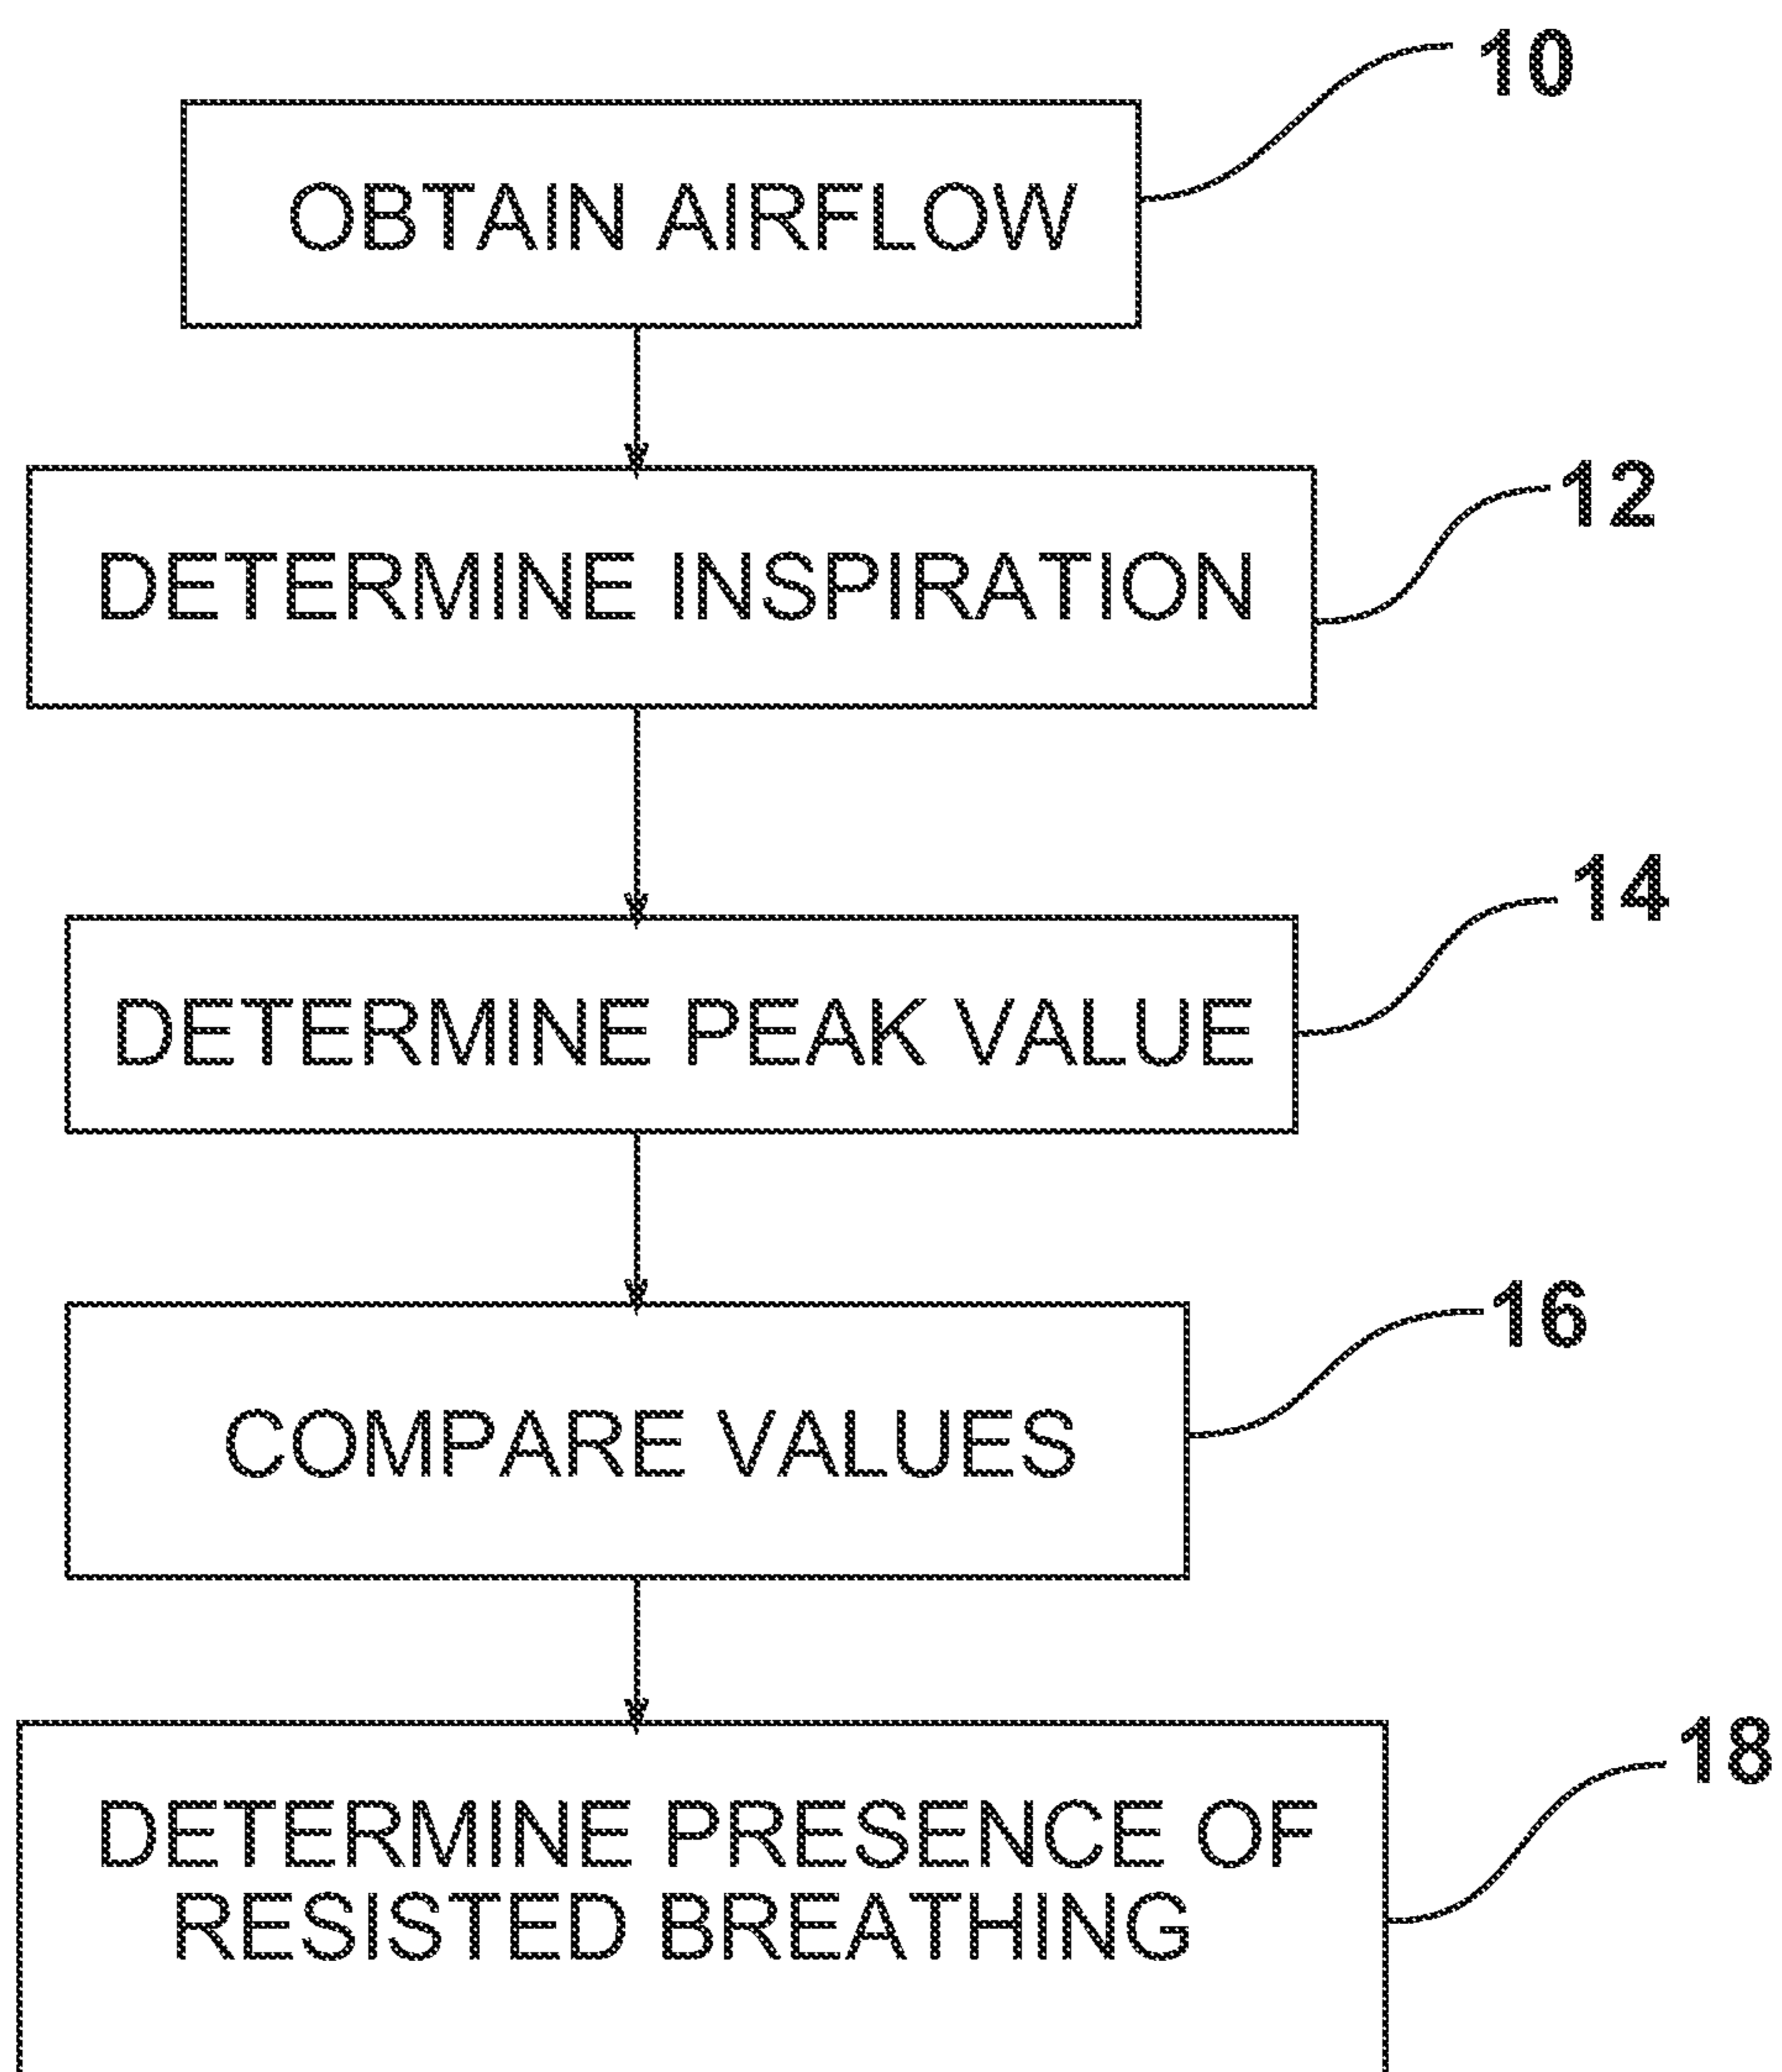 10
OBTAIN AIRFLOW
12
DETERMINE INSPIRATION
14
DETERMINE PEAK VALUE
16
COMPARE VALUES
18
DETERMINE PRESENCE OF
RESISTED BREATHING